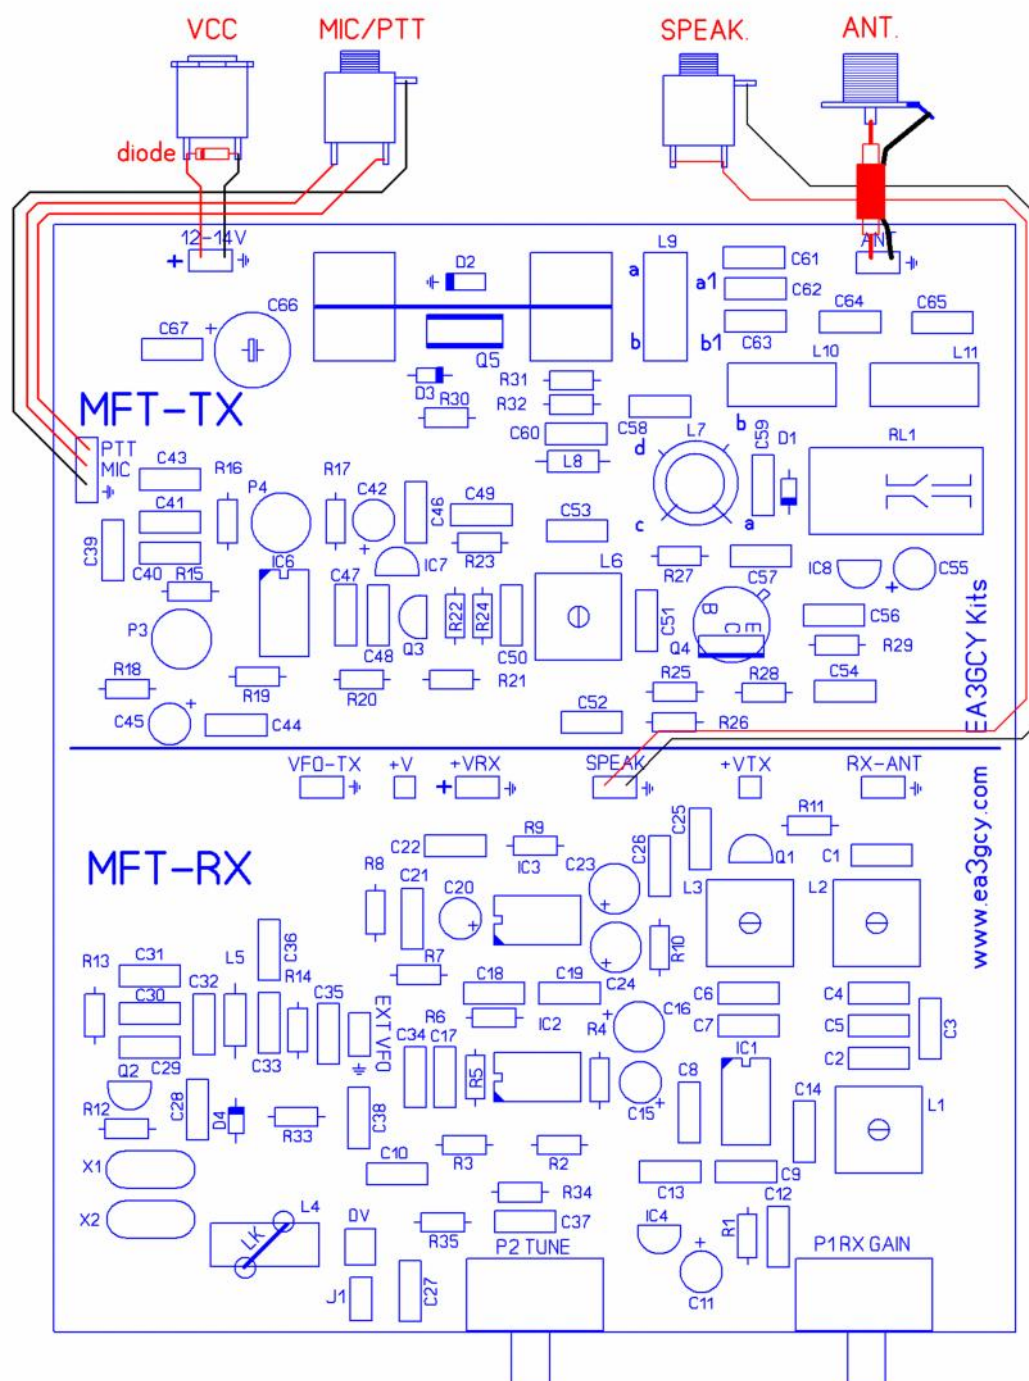 VCC
MIC/PTT
SPEAK.
ANT.
diode
12-14V
+
ANT
L9
C61
D2
a
a1
C62
C66
+
C64
C65
C67
b
b1
C63
Q5
L10
L11
MFT-TX
D3
R30
R31
R32
C58
b
C60
L7
C59
D1
RL1
PTT
MIC
C43
R16
P4
R17
C42
+
C46
C49
L8
d
C41
C53
c
a
C39
C40
IC6
IC7
R23
R27
C57
IC8
+
C55
R15
C47
L6
P3
C48
Q3
R22
R24
C50
C51
B
C
E
Q4
C56
R29
R18
R19
R20
R21
R25
R28
C54
C45
+
C44
C52
R26
EA3GCY Kits
VFO-TX
+V
+VRX
+
SPEAK
+VTX
RX-ANT
www.ea3gcy.com
MFT-RX
R8
C22
R9
IC3
C23
+
C26
C25
Q1
R11
C1
C21
C20
+
L3
L2
C36
R7
C24
+
R10
R13
C31
L5
R14
C18
C19
C6
C4
C30
C32
C35
EXT VFO
R6
IC2
R4
+
C16
C7
C5
C3
C29
C33
C34
C17
R5
C15
+
IC1
C2
Q2
C28
D4
R33
C38
C8
C14
L1
R12
R3
R2
X1
C10
C13
C9
X2
LK
L4
DV
R34
C37
IC4
R1
C12
R35
P2 TUNE
+
C11
P1 RX GAIN
J1
C27